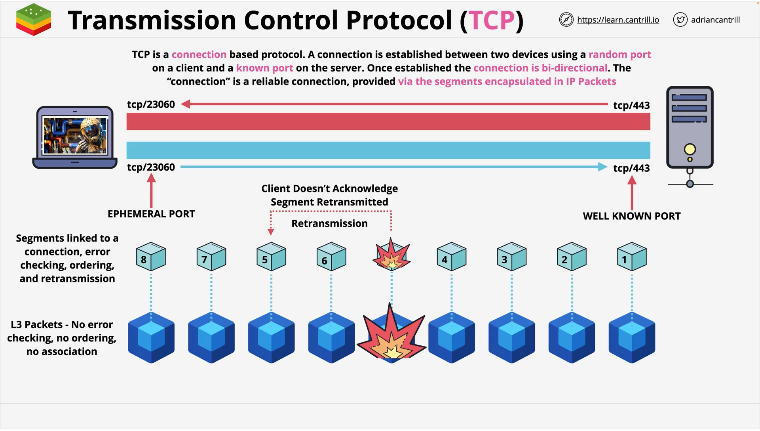 Transmission Control Protocol (TCP)
https://learn.cantrill.io
adriancantrill
TCP is a connection based protocol. A connection is established between two devices using a random port
on a client and a known port on the server. Once established the connection is bi-directional. The
“connection” is a reliable connection, provided via the segments encapsulated in IP Packets
tcp/23060
tcp/443
tcp/23060
tcp/443
EPHEMERAL PORT
WELL KNOWN PORT
Client Doesn’t Acknowledge
Segment Retransmitted
Retransmission
Segments linked to a
connection, error
checking, ordering,
and retransmission
8 7 5 6 4 3 2 1
L3 Packets - No error
checking, no ordering,
no association